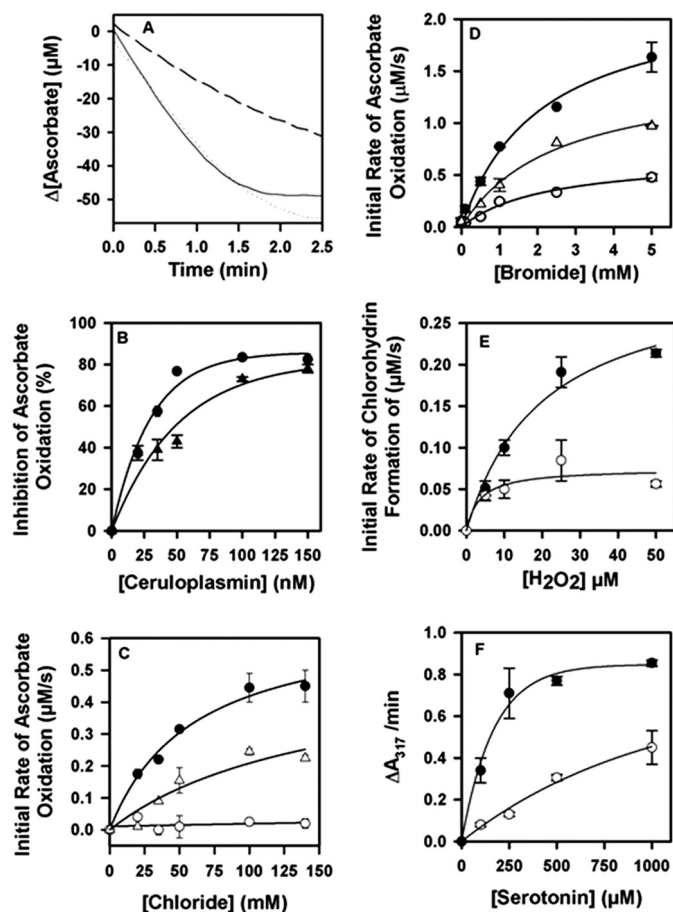 A
Δ[Ascorbate] (μM)
0
-10
-20
-30
-40
-50
0.0 0.5 1.0 1.5 2.0 2.5
Time (min)
B
Inhibition of Ascorbate
Oxidation (%)
100
80
60
40
20
0
0 25 50 75 100 125 150
[Ceruloplasmin] (nM)
C
Initial Rate of Ascorbate
Oxidation (μM/s)
0.6
0.5
0.4
0.3
0.2
0.1
0.0
0 20 40 60 80 100 120 140
[Chloride] (mM)
D
Initial Rate of Ascorbate
Oxidation (μM/s)
2.0
1.5
1.0
0.5
0.0
0 1 2 3 4 5
[Bromide] (mM)
E
Initial Rate of Chlorohydrin
Formation of (μM/s)
0.25
0.20
0.15
0.10
0.05
0.00
0 10 20 30 40 50
[H₂O₂] μM
F
ΔA₃₁₇ /min
1.0
0.8
0.6
0.4
0.2
0.0
0 250 500 750 1000
[Serotonin] (μM)